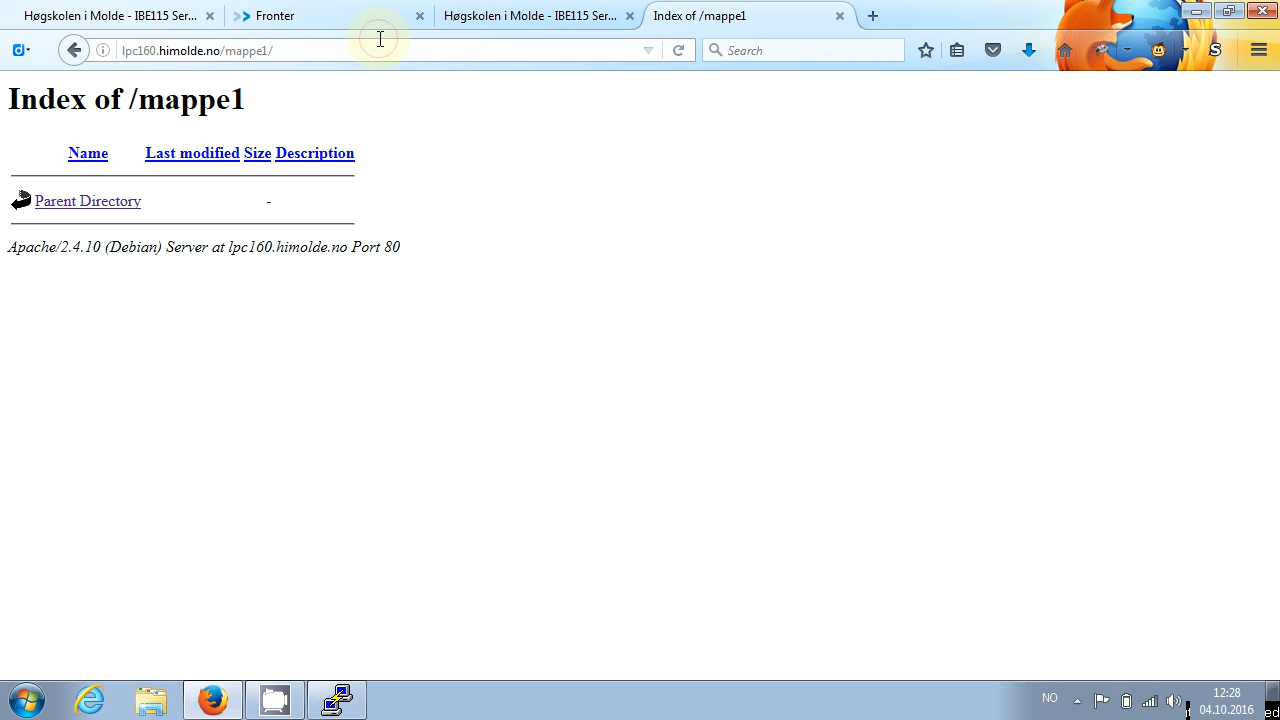 Høgskolen i Molde - IBE115 Ser...
Fronter
Høgskolen i Molde - IBE115 Ser...
Index of /mappe1
lpc160.himolde.no/mappe1/
Search
Index of /mappe1
Name Last modified Size Description
Parent Directory -
Apache/2.4.10 (Debian) Server at lpc160.himolde.no Port 80
NO
12:28
04.10.2016